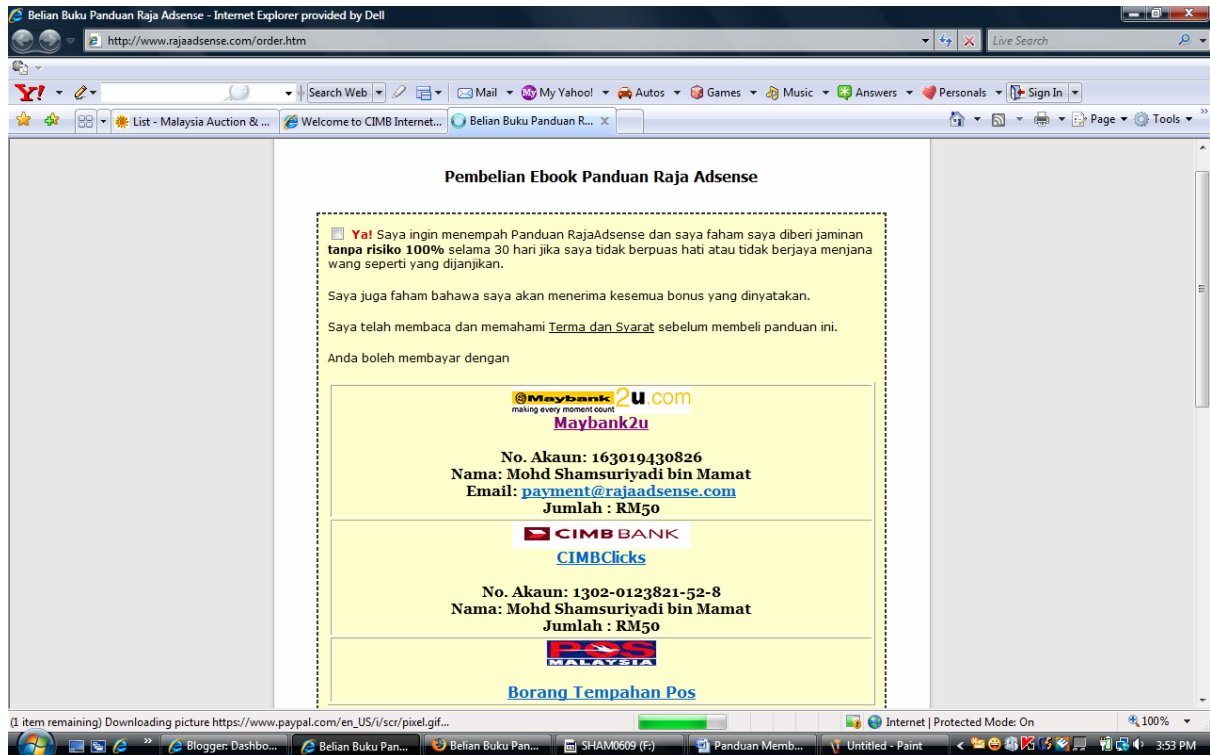 Belian Buku Panduan Raja Adsense - Internet Explorer provided by Dell
http://www.rajaadsense.com/order.htm
Live Search
Y! Search Web Mail My Yahoo! Autos Games Music Answers Personals Sign In
List - Malaysia Auction & ... Welcome to CIMB Internet... Belian Buku Panduan R... Page Tools
Pembelian Ebook Panduan Raja Adsense
Ya! Saya ingin menempah Panduan RajaAdsense dan saya faham saya diberi jaminan
tanpa risiko 100% selama 30 hari jika saya tidak berpuas hati atau tidak berjaya menjana
wang seperti yang dijanjikan.
Saya juga faham bahawa saya akan menerima kesemua bonus yang dinyatakan.
Saya telah membaca dan memahami Terma dan Syarat sebelum membeli panduan ini.
Anda boleh membayar dengan
Maybank2u.com
making every moment count
Maybank2u
No. Akaun: 163019430826
Nama: Mohd Shamsuriyadi bin Mamat
Email: payment@rajaadsense.com
Jumlah : RM50
CIMB BANK
CIMBClicks
No. Akaun: 1302-0123821-52-8
Nama: Mohd Shamsuriyadi bin Mamat
Jumlah : RM50
POS
MALAYSIA
Borang Tempahan Pos
(1 item remaining) Downloading picture https://www.paypal.com/en_US/i/scr/pixel.gif... Internet | Protected Mode: On 100%
Blogger: Dashbo... Belian Buku Pan... Belian Buku Pan... SHAM0609 (F:) Panduan Memb... Untitled - Paint 3:53 PM